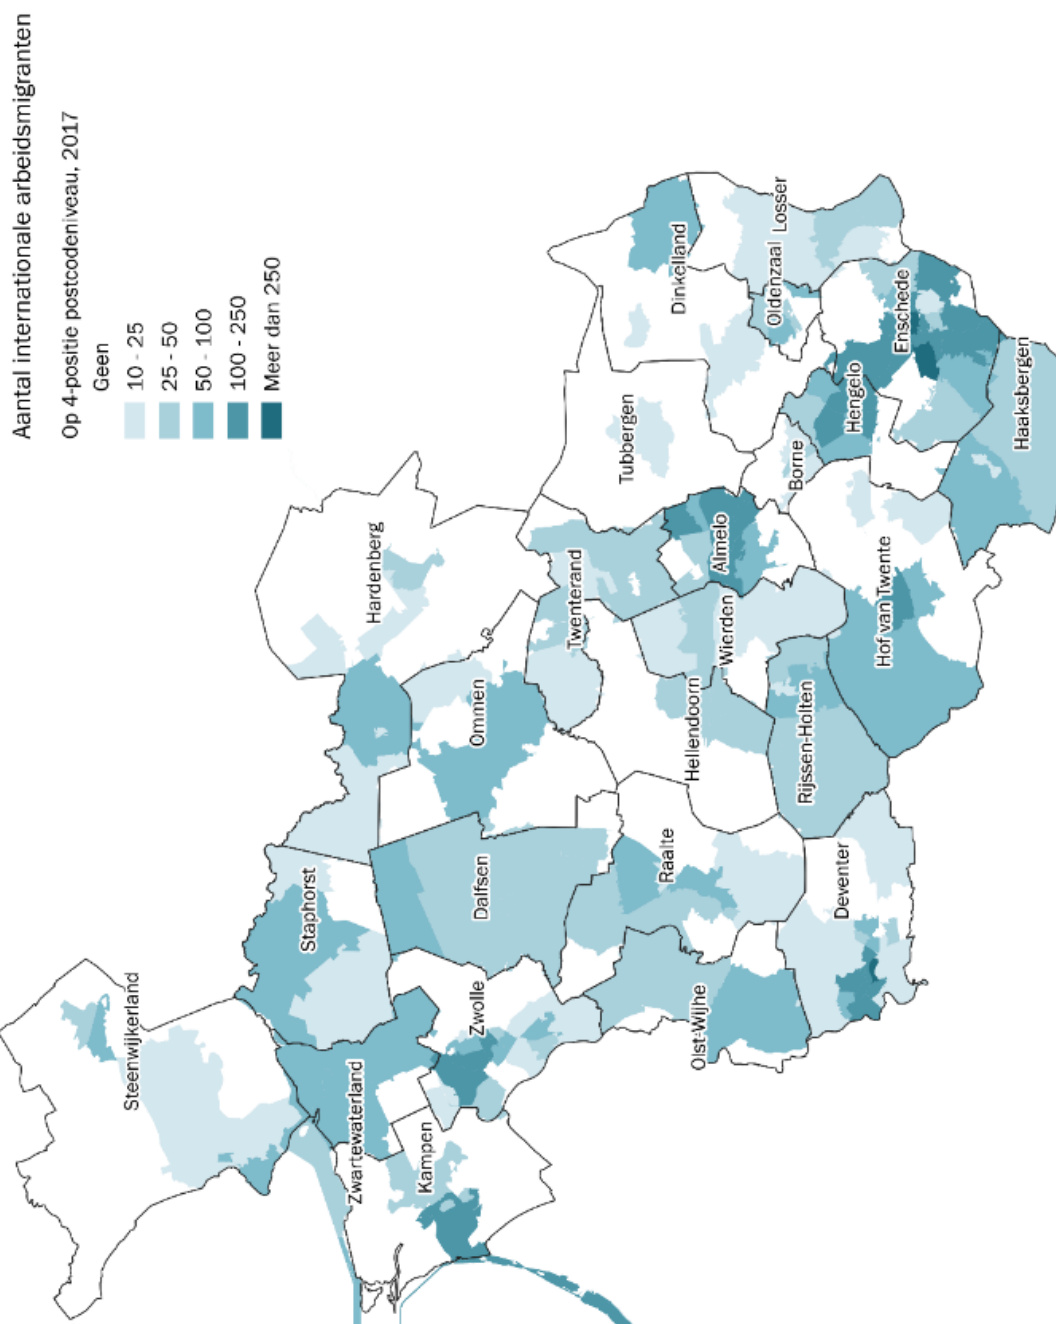 Aantal internationale arbeidsmigranten
Op 4-positie postcodeniveau, 2017
Geen
10 - 25
25 - 50
50 - 100
100 - 250
Meer dan 250
Steenwijkerland
Staphorst
Hardenberg
Zwartewaterland
Kampen
Zwolle
Dalfsen
Ommen
Twenterand
Tubbergen
Dinkelland
Olst-Wijhe
Raalte
Hellendoorn
Wierden
Almelo
Borne
Oldenzaal
Losser
Deventer
Rijssen-Holten
Hof van Twente
Hengelo
Enschede
Haaksbergen